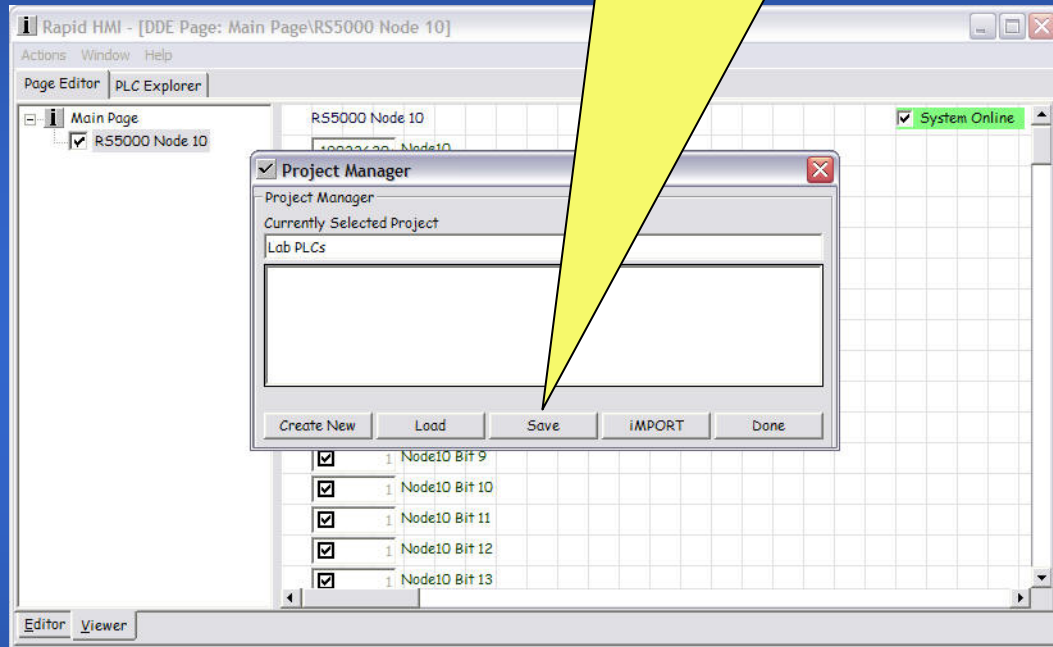 Rapid HMI - [DDE Page: Main Page\RS5000 Node 10]
Actions Window Help
Page Editor PLC Explorer
Main Page
RS5000 Node 10
RS5000 Node 10
System Online
Node10
Project Manager
Project Manager
Currently Selected Project
Lab PLCs
Create New Load Save iMPORT Done
1 Node10 Bit 9
1 Node10 Bit 10
1 Node10 Bit 11
1 Node10 Bit 12
1 Node10 Bit 13
Editor Viewer